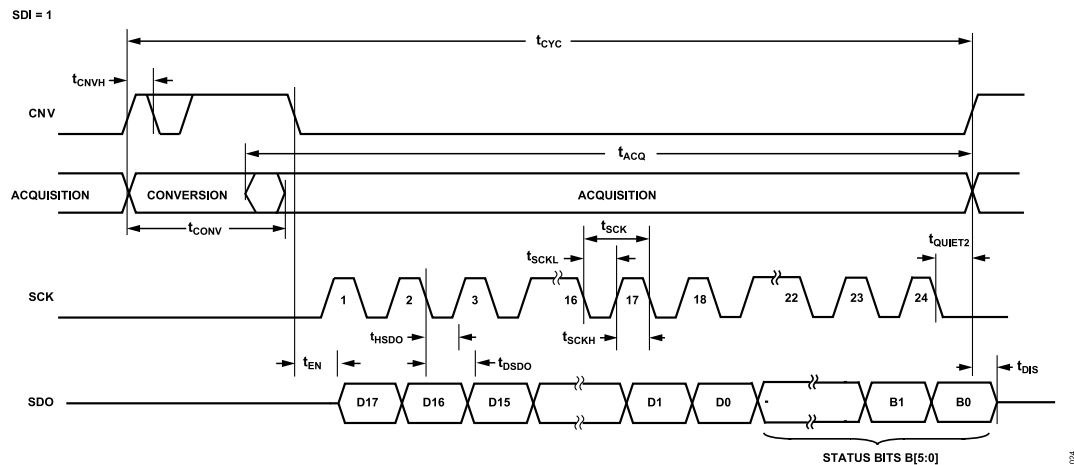 SDI = 1
tCYC
tCNVH
CNV
tACQ
ACQUISITION
CONVERSION
ACQUISITION
tCONV
tSCK
tSCKL
tQUIET2
SCK
1
2
3
16
17
18
22
23
24
tHSDO
tSCKH
tEN
tDSDO
tDIS
SDO
D17
D16
D15
D1
D0
-
B1
B0
STATUS BITS B[5:0]
024